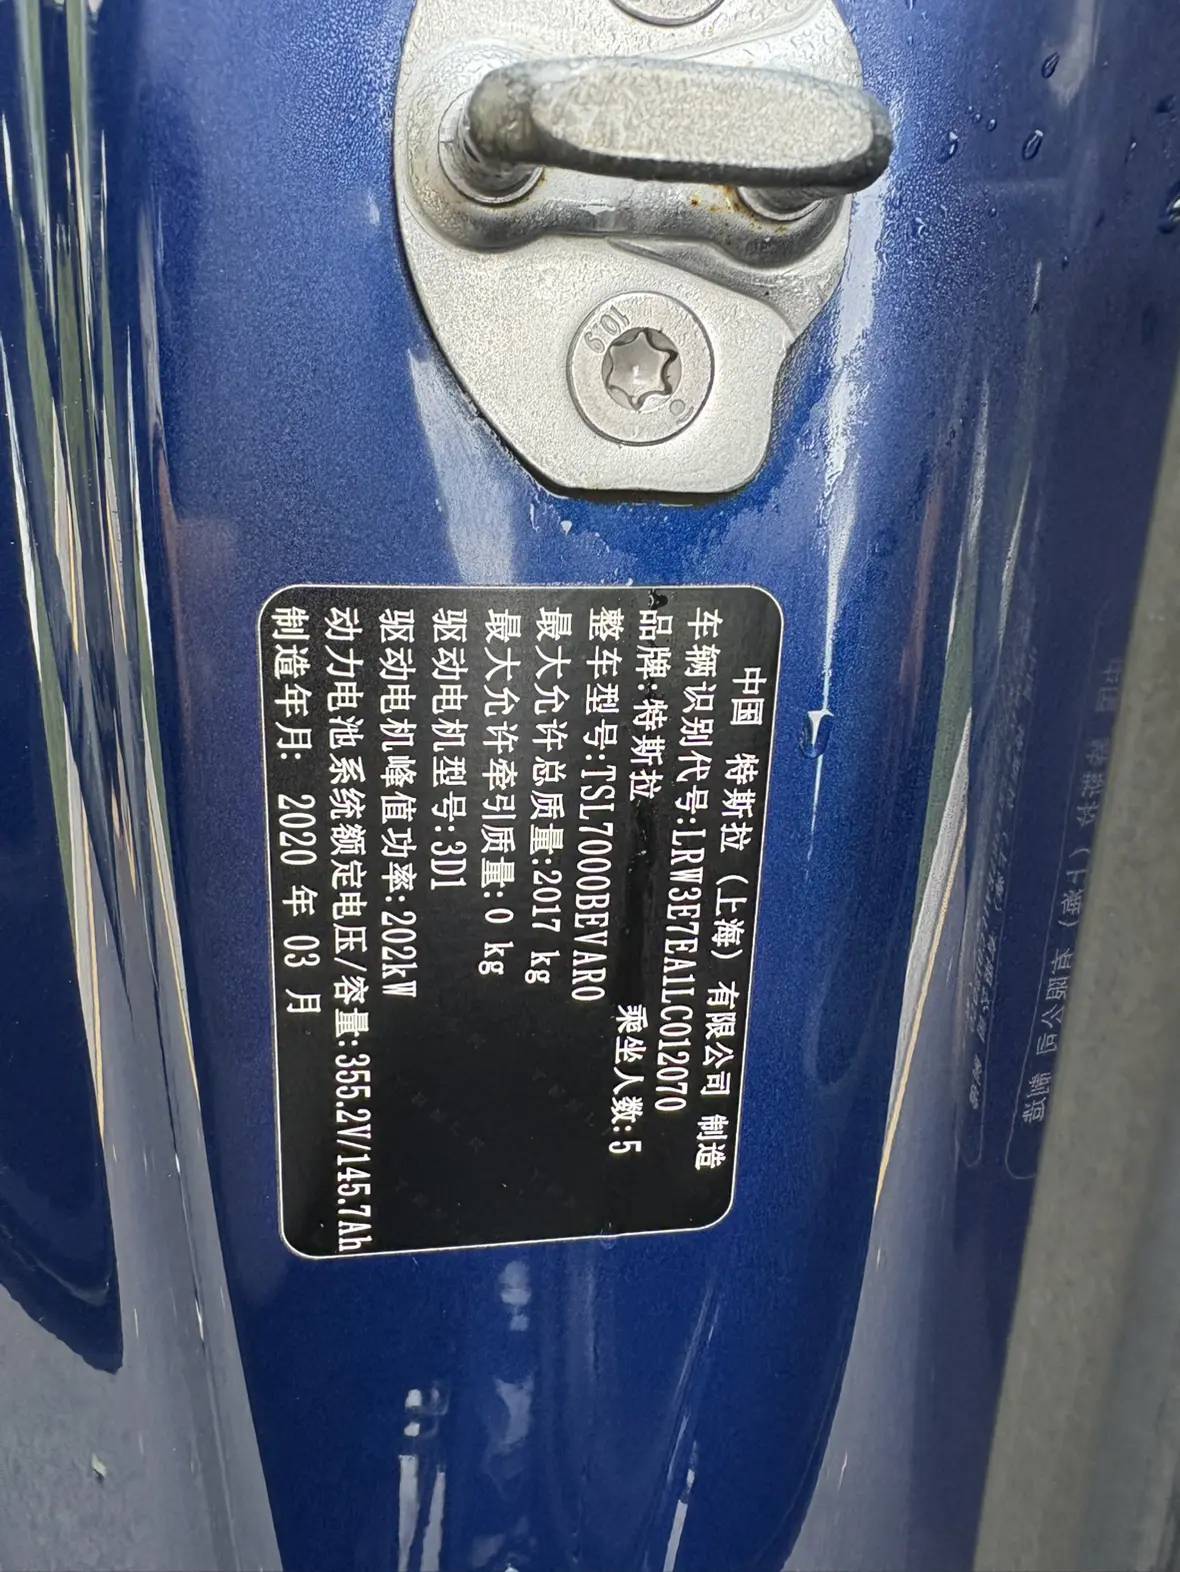 1019
中国 特斯拉（上海）有限公司 制造
车辆识别代号:LRW3E7EA1LC012070
品牌:特斯拉 乘坐人数:5
整车型号:TSL7000BEVAR0
最大允许总质量:2017 kg
最大允许牵引质量:0 kg
驱动电机型号:3D1
驱动电机峰值功率:202kW
动力电池系统额定电压/容量:355.2V/145.7Ah
制造年月: 2020 年 03 月